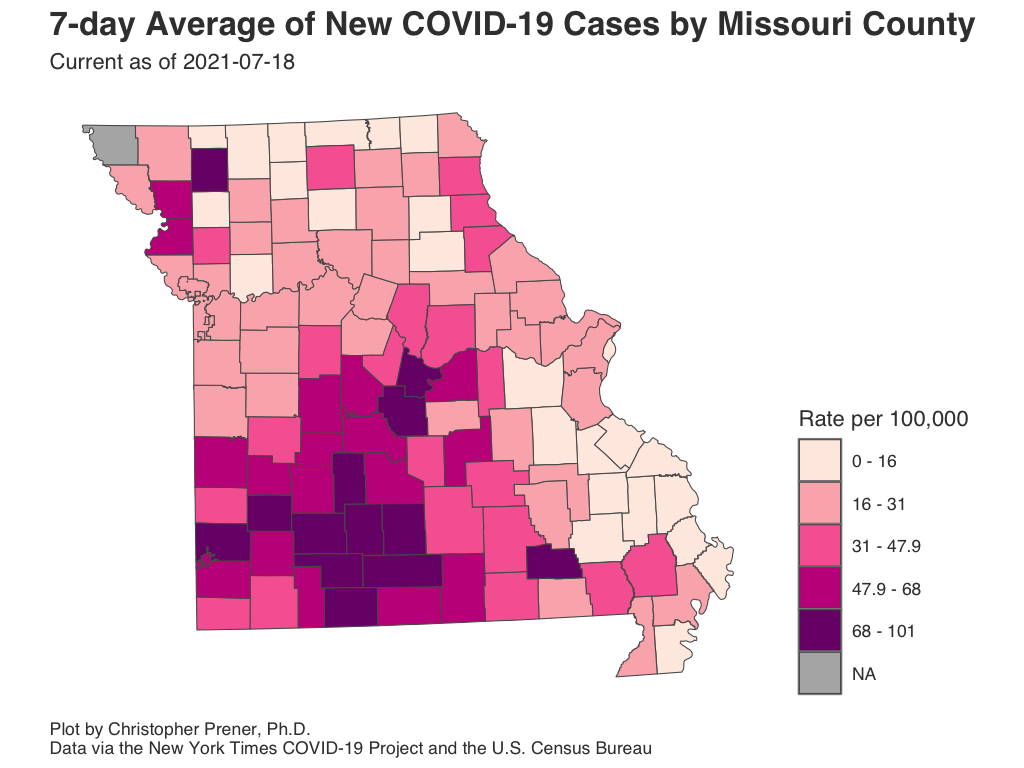 7-day Average of New COVID-19 Cases by Missouri County
Current as of 2021-07-18
Rate per 100,000
0 - 16
16 - 31
31 - 47.9
47.9 - 68
68 - 101
NA
Plot by Christopher Prener, Ph.D.
Data via the New York Times COVID-19 Project and the U.S. Census Bureau